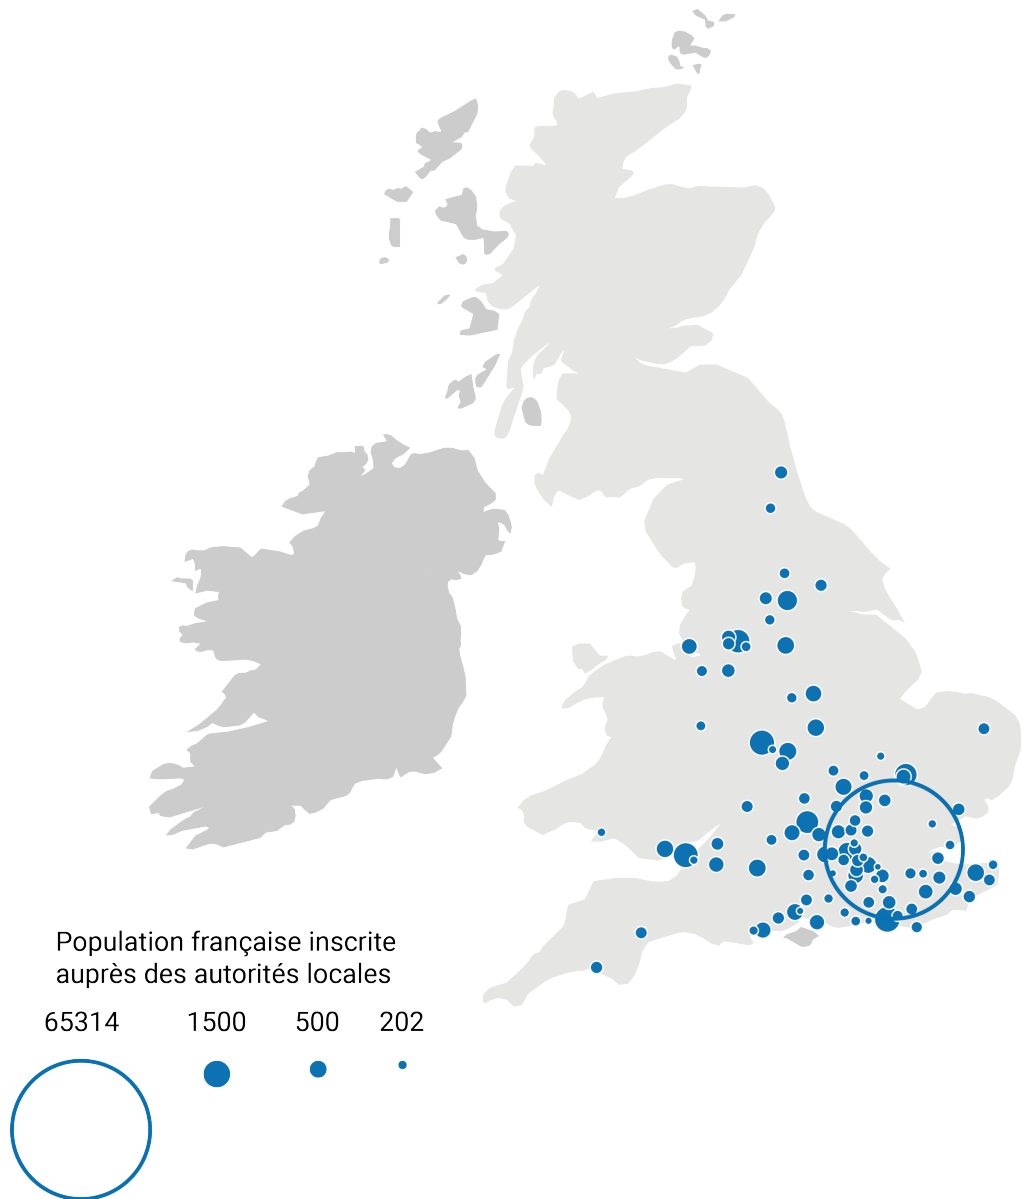 Population française inscrite
auprès des autorités locales
65314 1500 500 202